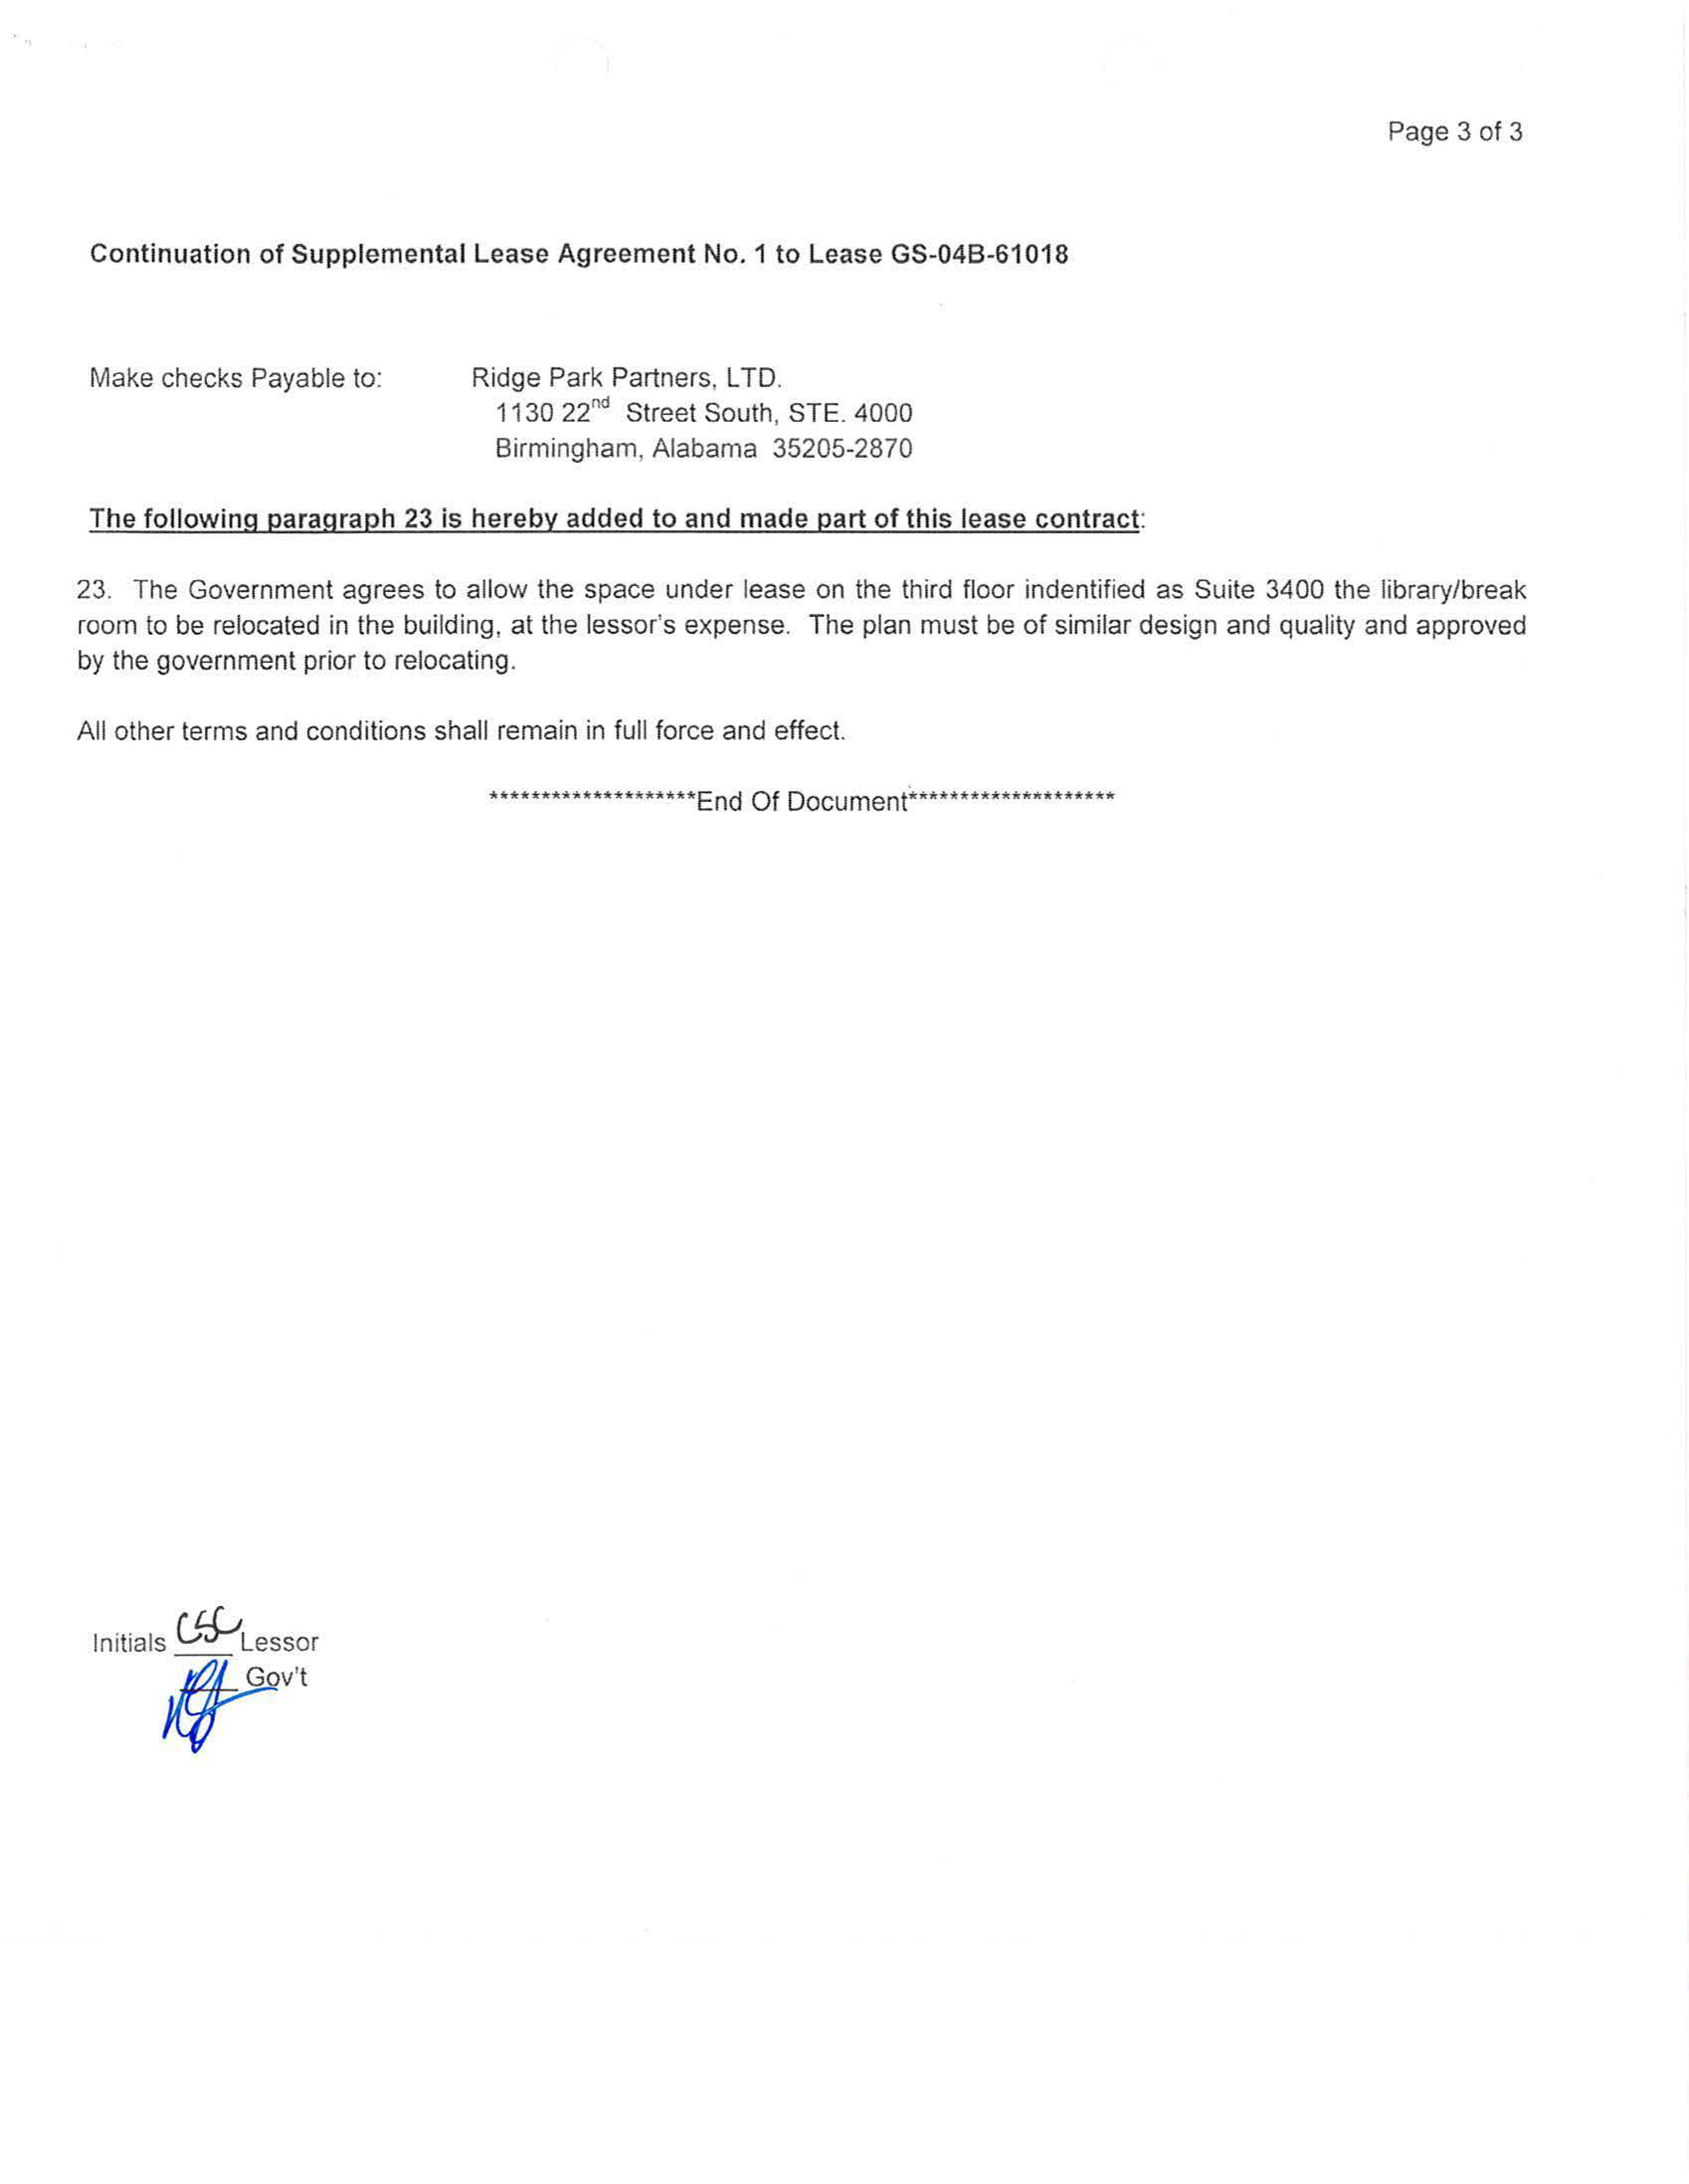 Page 3 of 3
Continuation of Supplemental Lease Agreement No. 1 to Lease GS-04B-61018
Make checks Payable to: Ridge Park Partners, LTD.
1130 22nd Street South, STE. 4000
Birmingham, Alabama 35205-2870
The following paragraph 23 is hereby added to and made part of this lease contract:
23. The Government agrees to allow the space under lease on the third floor indentified as Suite 3400 the library/break
room to be relocated in the building, at the lessor's expense. The plan must be of similar design and quality and approved
by the government prior to relocating.
All other terms and conditions shall remain in full force and effect.
********************End Of Document********************
Initials CSC Lessor
Gov't